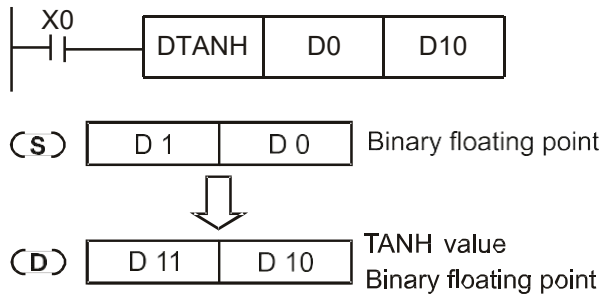 X0
DTANH D0 D10
(S) D 1 D 0 Binary floating point
(D) D 11 D 10 TANH value
Binary floating point